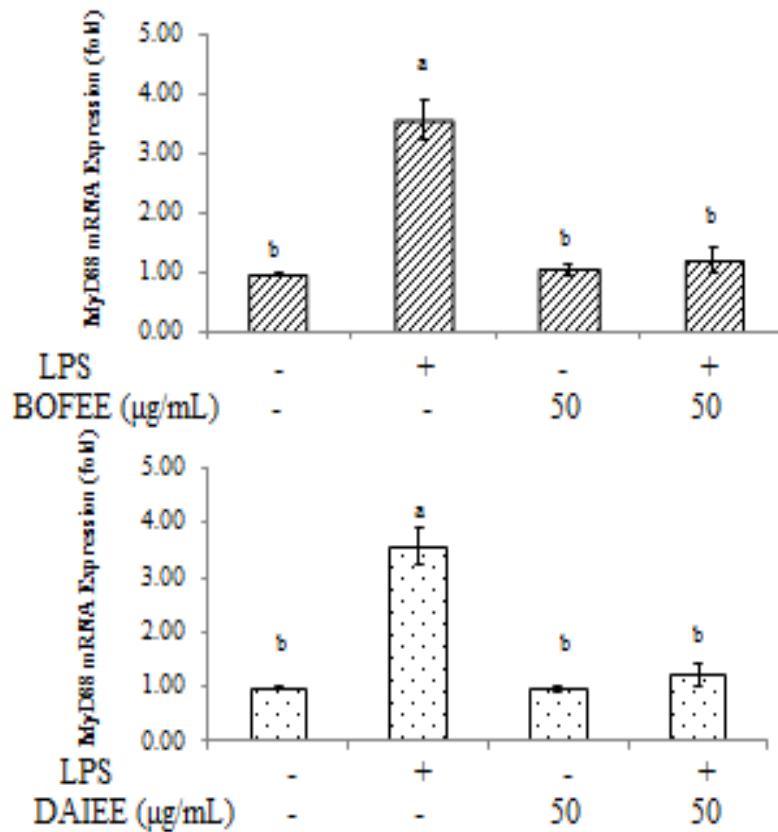 MyD88 mRNA Expression (fold)
5.00
a
4.00
3.00
2.00
b
b
b
1.00
0.00
LPS - + - +
BOFEE (μg/mL) - - 50 50
MyD88 mRNA Expression (fold)
5.00
a
4.00
3.00
2.00
b
b
b
1.00
0.00
LPS - + - +
DAIEE (μg/mL) - - 50 50